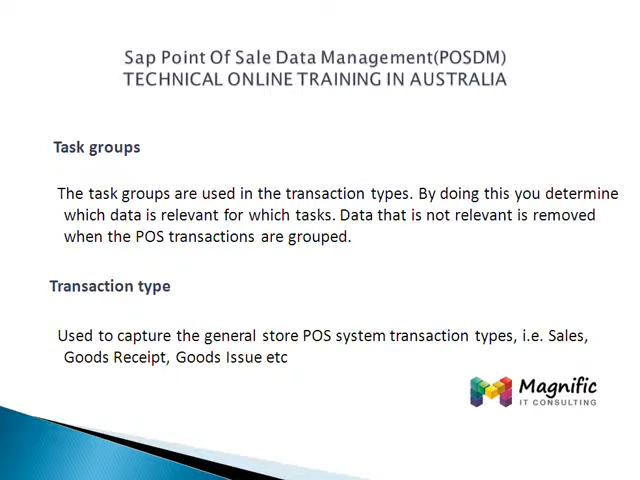 Sap Point Of Sale Data Management(POSDM)
TECHNICAL ONLINE TRAINING IN AUSTRALIA
Task groups
The task groups are used in the transaction types. By doing this you determine
which data is relevant for which tasks. Data that is not relevant is removed
when the POS transactions are grouped.
Transaction type
Used to capture the general store POS system transaction types, i.e. Sales,
Goods Receipt, Goods Issue etc
Magnific
IT CONSULTING